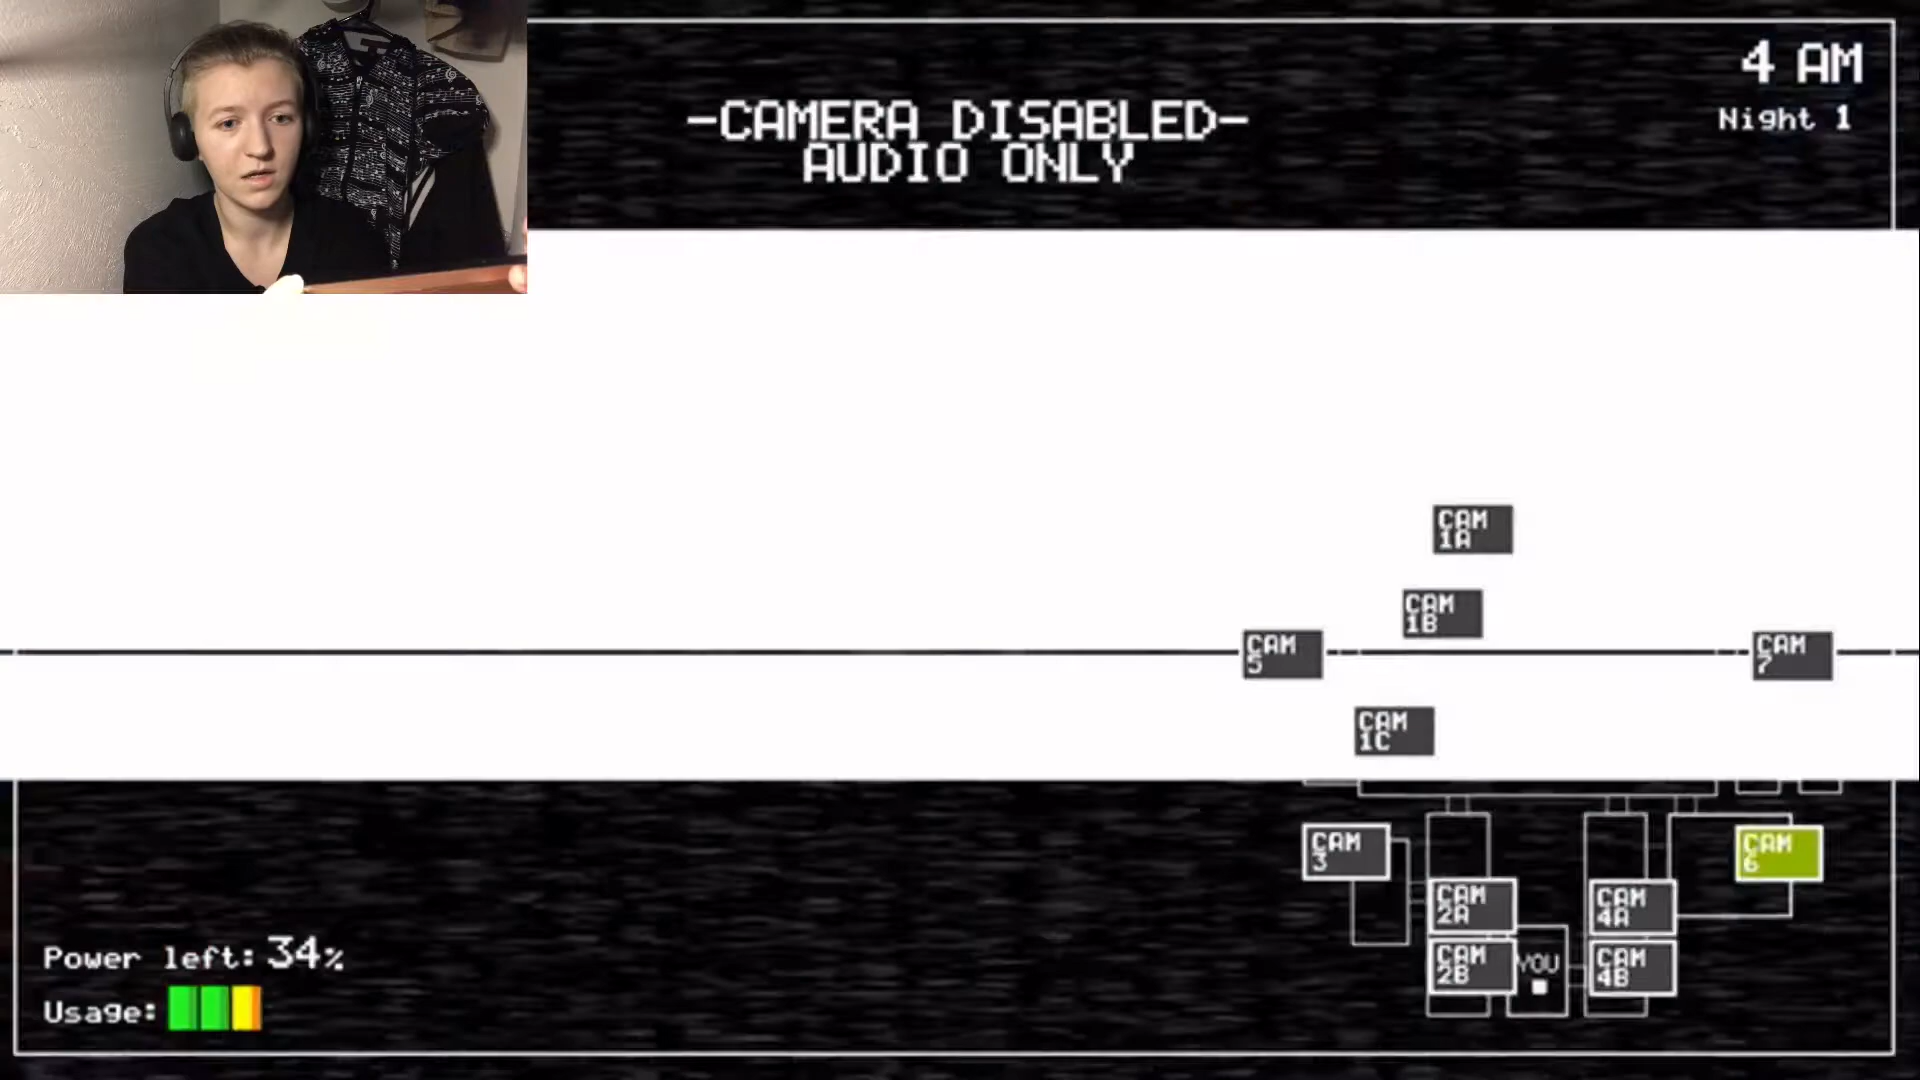 4 AM
Night 1
-CAMERA DISABLED-
AUDIO ONLY
CAM
1A
CAM
1B
CAM
5
CAM
7
CAM
1C
CAM
3
CAM
6
CAM
2A
CAM
4A
CAM
2B
YOU
CAM
4B
Power left: 34%
Usage: